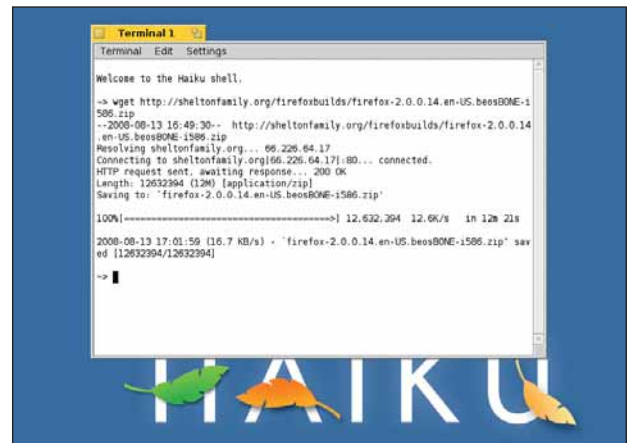 Terminal 1
Terminal Edit Settings
Welcome to the Haiku shell.
~> wget http://sheltonfamily.org/firefoxbuilds/firefox-2.0.0.14.en-US.beosBONE-i
586.zip
--2008-08-13 16:49:30-- http://sheltonfamily.org/firefoxbuilds/firefox-2.0.0.14
.en-US.beosBONE-i586.zip
Resolving sheltonfamily.org... 66.226.64.17
Connecting to sheltonfamily.org|66.226.64.17|:80... connected.
HTTP request sent, awaiting response... 200 OK
Length: 12632394 (12M) [application/zip]
Saving to: `firefox-2.0.0.14.en-US.beosBONE-i586.zip'
100%[======================================>] 12,632,394 12.6K/s in 12m 21s
2008-08-13 17:01:59 (16.7 KB/s) - `firefox-2.0.0.14.en-US.beosBONE-i586.zip' sav
ed [12632394/12632394]
~>
HAIKU